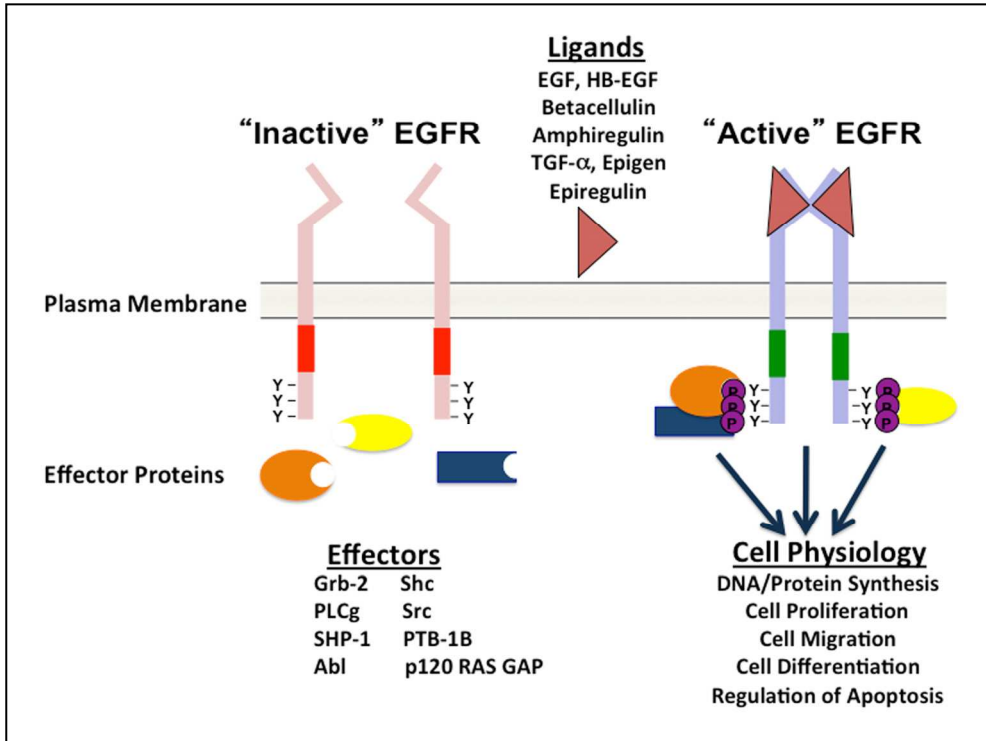 Ligands
EGF, HB-EGF
Betacellulin
Amphiregulin
TGF-α, Epigen
Epiregulin
“Inactive” EGFR
“Active” EGFR
Plasma Membrane
Y
Y
Y
Y
Y
Y
Y
Y
Y
Y
Y
Y
P
P
P
P
P
P
Effector Proteins
Effectors
Grb-2 Shc
PLCg Src
SHP-1 PTB-1B
Abl p120 RAS GAP
Cell Physiology
DNA/Protein Synthesis
Cell Proliferation
Cell Migration
Cell Differentiation
Regulation of Apoptosis